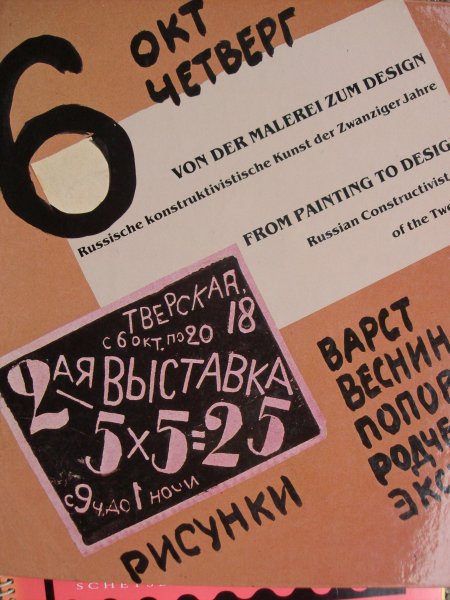 6
ОКТ
ЧЕТВЕРГ
VON DER MALEREI ZUM DESIGN
Russische konstruktivistische Kunst der Zwanziger Jahre
FROM PAINTING TO DESIG
Russian Constructivist
of the Twe
ТВЕРСКАЯ, 18
С 6 ОКТ. ПО 20
2АЯ ВЫСТАВКА
5×5=25
С 9 Ч. ДО 1 НОЧИ
РИСУНКИ
ВАРСТ
ВЕСНИН
ПОПОВ
РОДЧЕ
ЭКС